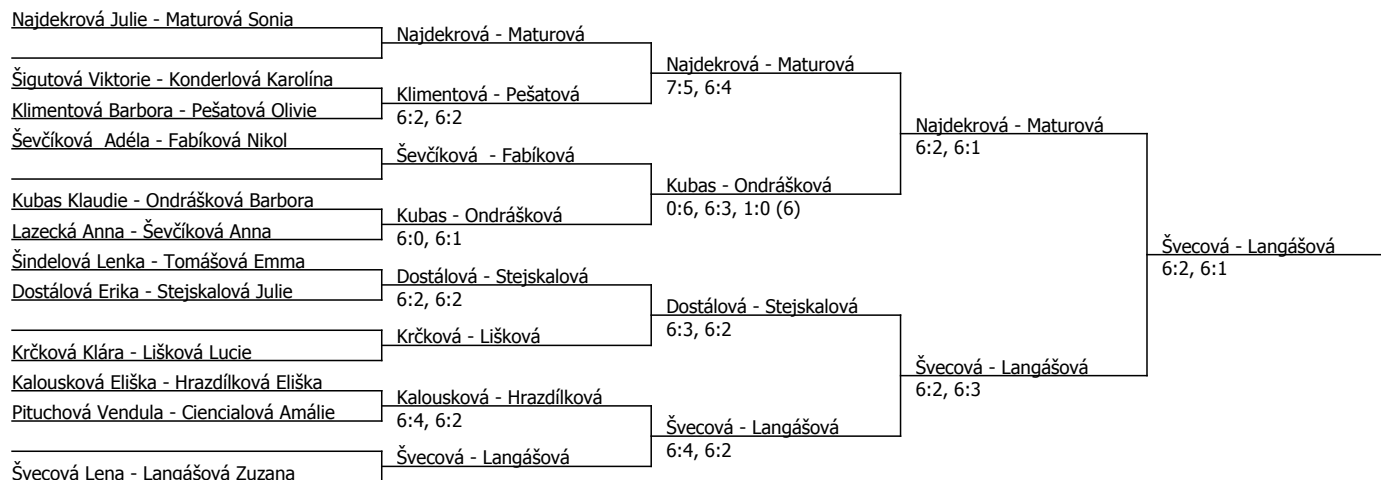 Najdekrová Julie - Maturová Sonia
Šigutová Viktorie - Konderlová Karolína
Klimentová Barbora - Pešatová Olivie
Ševčíková  Adéla - Fabíková Nikol
Kubas Klaudie - Ondrášková Barbora
Lazecká Anna - Ševčíková Anna
Šindelová Lenka - Tomášová Emma
Dostálová Erika - Stejskalová Julie
Krčková Klára - Lišková Lucie
Kalousková Eliška - Hrazdílková Eliška
Pituchová Vendula - Ciencialová Amálie
Švecová Lena - Langášová Zuzana
Najdekrová - Maturová
Klimentová - Pešatová
6:2, 6:2
Ševčíková  - Fabíková
Kubas - Ondrášková
6:0, 6:1
Dostálová - Stejskalová
6:2, 6:2
Krčková - Lišková
Kalousková - Hrazdílková
6:4, 6:2
Švecová - Langášová
Najdekrová - Maturová
7:5, 6:4
Kubas - Ondrášková
0:6, 6:3, 1:0 (6)
Dostálová - Stejskalová
6:3, 6:2
Švecová - Langášová
6:4, 6:2
Najdekrová - Maturová
6:2, 6:1
Švecová - Langášová
6:2, 6:3
Švecová - Langášová
6:2, 6:1